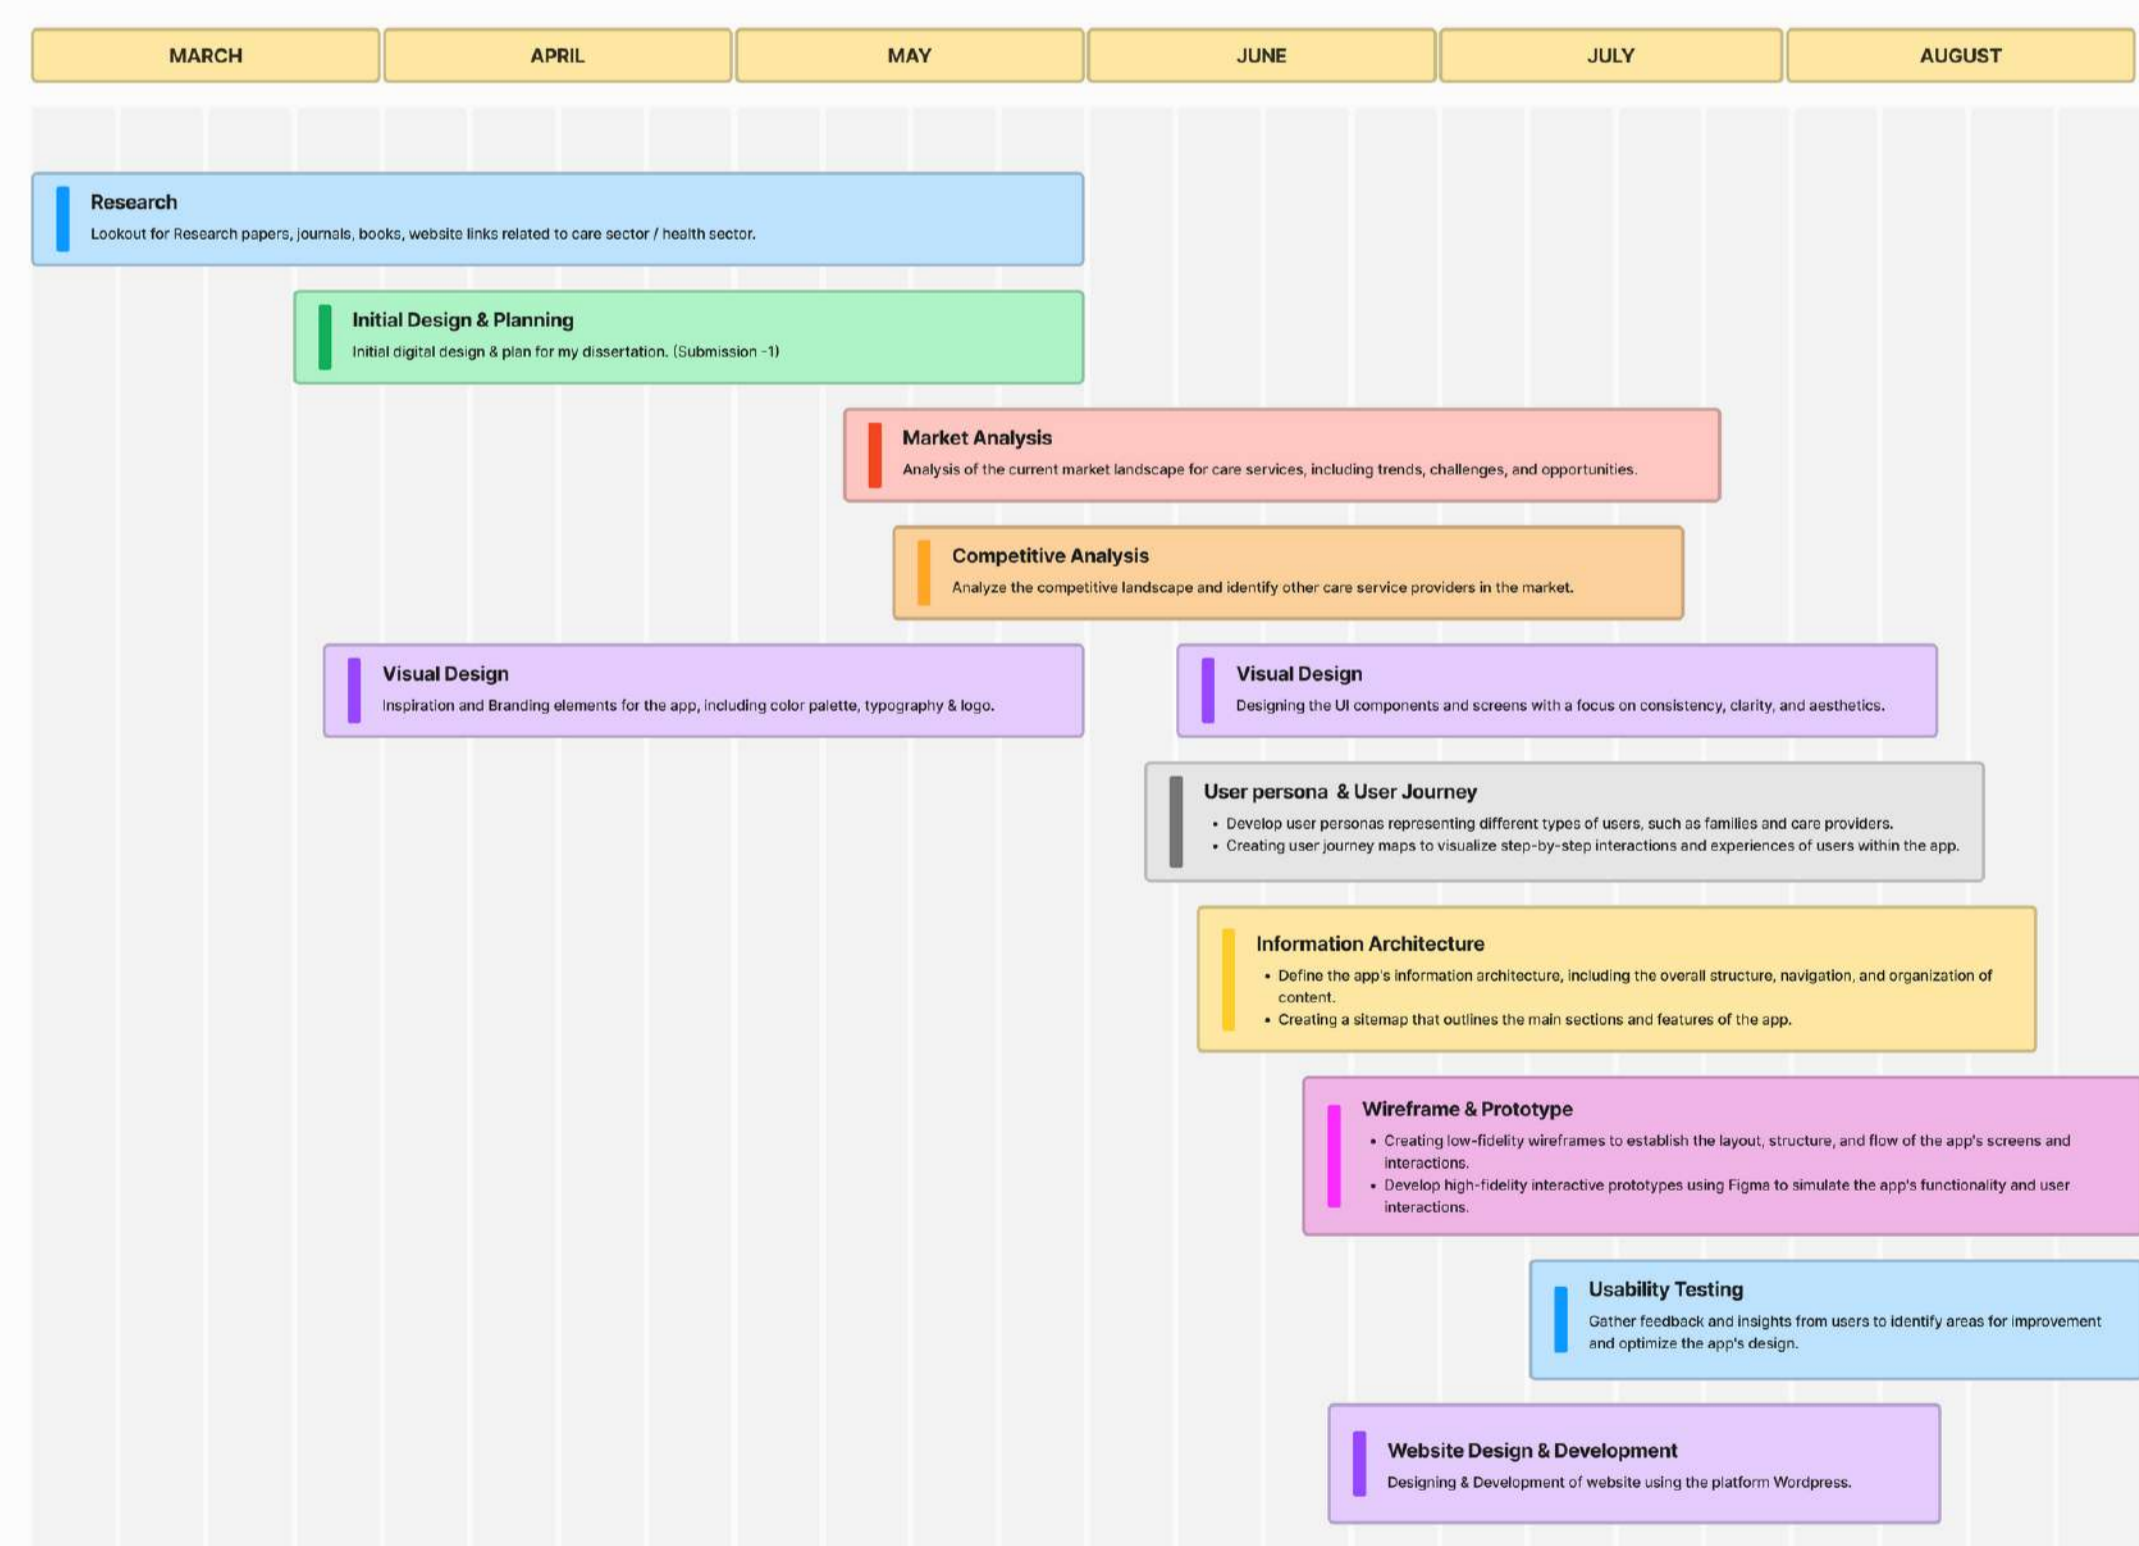 MARCH
APRIL
MAY
JUNE
JULY
AUGUST
Research
Lookout for Research papers, journals, books, website links related to care sector / health sector.
Initial Design & Planning
Initial digital design & plan for my dissertation. (Submission -1)
Market Analysis
Analysis of the current market landscape for care services, including trends, challenges, and opportunities.
Competitive Analysis
Analyze the competitive landscape and identify other care service providers in the market.
Visual Design
Inspiration and Branding elements for the app, including color palette, typography & logo.
Visual Design
Designing the UI components and screens with a focus on consistency, clarity, and aesthetics.
User persona & User Journey
• Develop user personas representing different types of users, such as families and care providers.
• Creating user journey maps to visualize step-by-step interactions and experiences of users within the app.
Information Architecture
• Define the app's information architecture, including the overall structure, navigation, and organization of
content.
• Creating a sitemap that outlines the main sections and features of the app.
Wireframe & Prototype
• Creating low-fidelity wireframes to establish the layout, structure, and flow of the app's screens and
interactions.
• Develop high-fidelity interactive prototypes using Figma to simulate the app's functionality and user
interactions.
Usability Testing
Gather feedback and insights from users to identify areas for improvement
and optimize the app's design.
Website Design & Development
Designing & Development of website using the platform Wordpress.